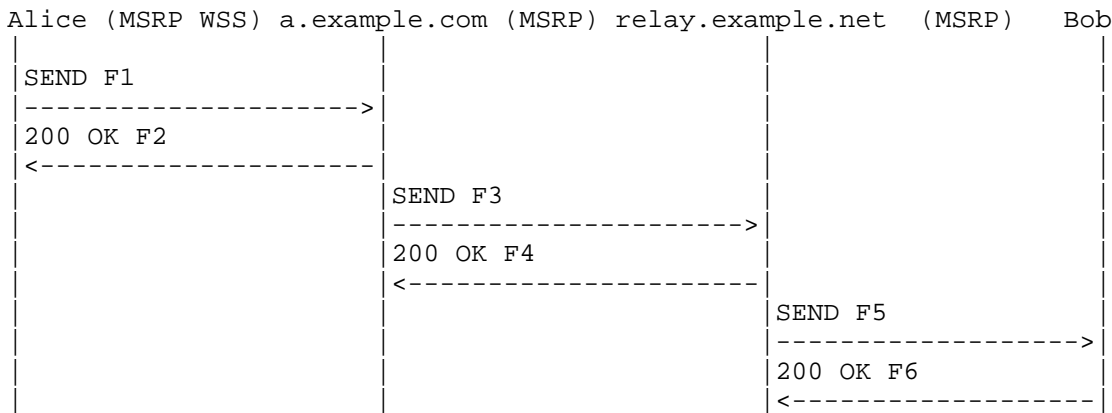 Alice (MSRP WSS) a.example.com (MSRP) relay.example.net (MSRP) Bob
SEND F1
200 OK F2
SEND F3
200 OK F4
SEND F5
200 OK F6